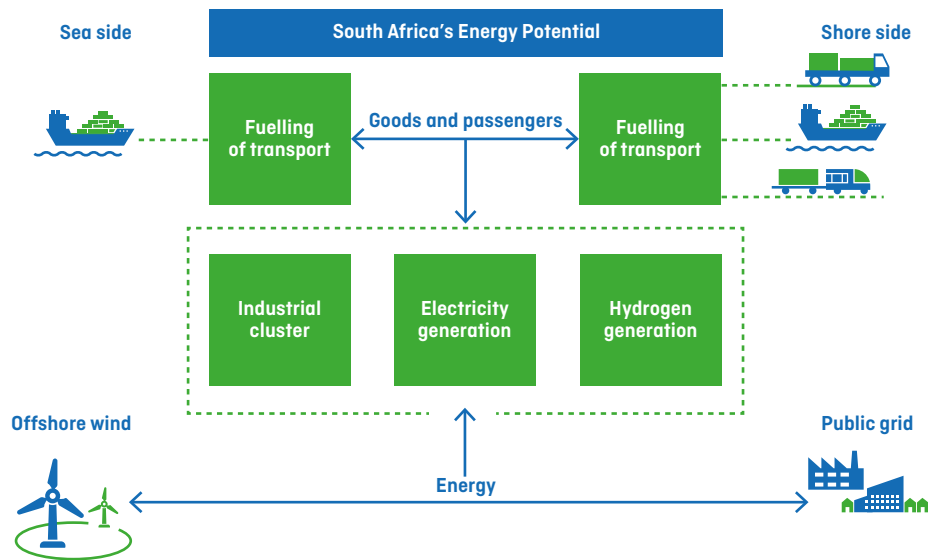 Sea side
South Africa's Energy Potential
Shore side
Fuelling
of transport
Goods and passengers
Fuelling
of transport
Industrial
cluster
Electricity
generation
Hydrogen
generation
Offshore wind
Public grid
Energy